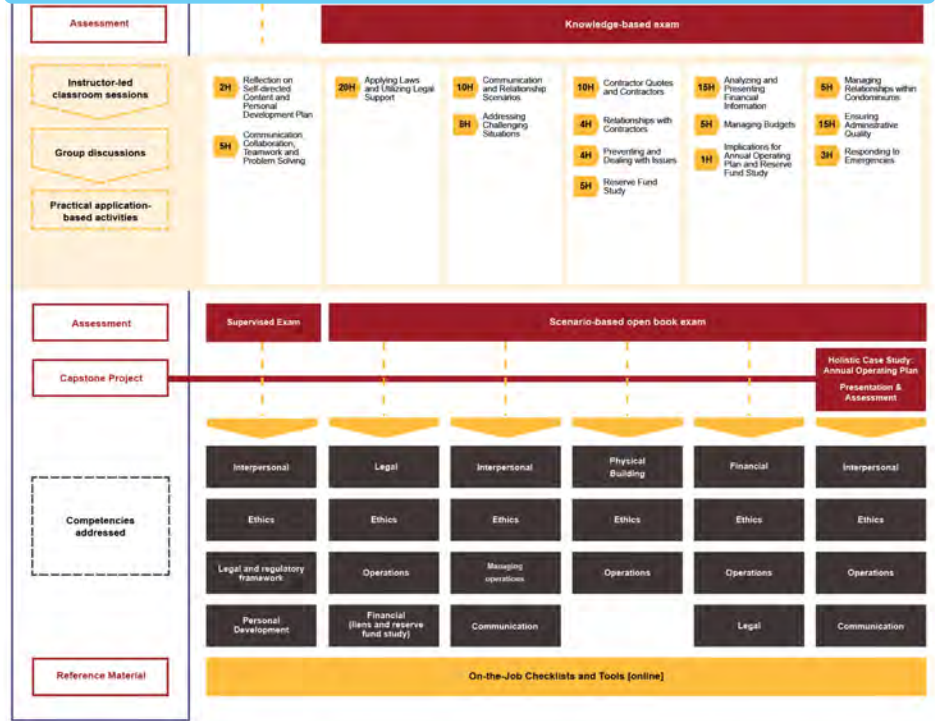 Assessment
Knowledge-based exam
Instructor-led
classroom sessions
Group discussions
Practical application-
based activities
2H
Reflection on
Self-directed
Content and
Personal
Development Plan
5H
Communication
Collaboration,
Teamwork and
Problem Solving
20H
Applying Laws
and Utilizing Legal
Support
10H
Communication
and Relationship
Scenarios
8H
Addressing
Challenging
Situations
10H
Contractor Quotes
and Contractors
4H
Relationships with
Contractors
4H
Preventing and
Dealing with Issues
5H
Reserve Fund
Study
15H
Analyzing and
Presenting
Financial
Information
5H
Managing Budgets
1H
Implications for
Annual Operating
Plan and Reserve
Fund Study
Managing
Relationships within
Condominiums
15H
Ensuring
Administrative
Quality
3H
Responding to
Emergencies
Assessment
Supervised Exam
Scenario-based open book exam
Capstone Project
Holistic Case Study:
Annual Operating Plan
Presentation &
Assessment
Competencies
addressed
Interpersonal
Legal
Interpersonal
Physical
Building
Financial
Interpersonal
Ethics
Ethics
Ethics
Ethics
Ethics
Ethics
Legal and regulatory
framework
Operations
Managing
operations
Operations
Operations
Operations
Personal
Development
Financial
(liens and reserve
fund study)
Communication
Legal
Communication
Reference Material
On-the-Job Checklists and Tools [online]